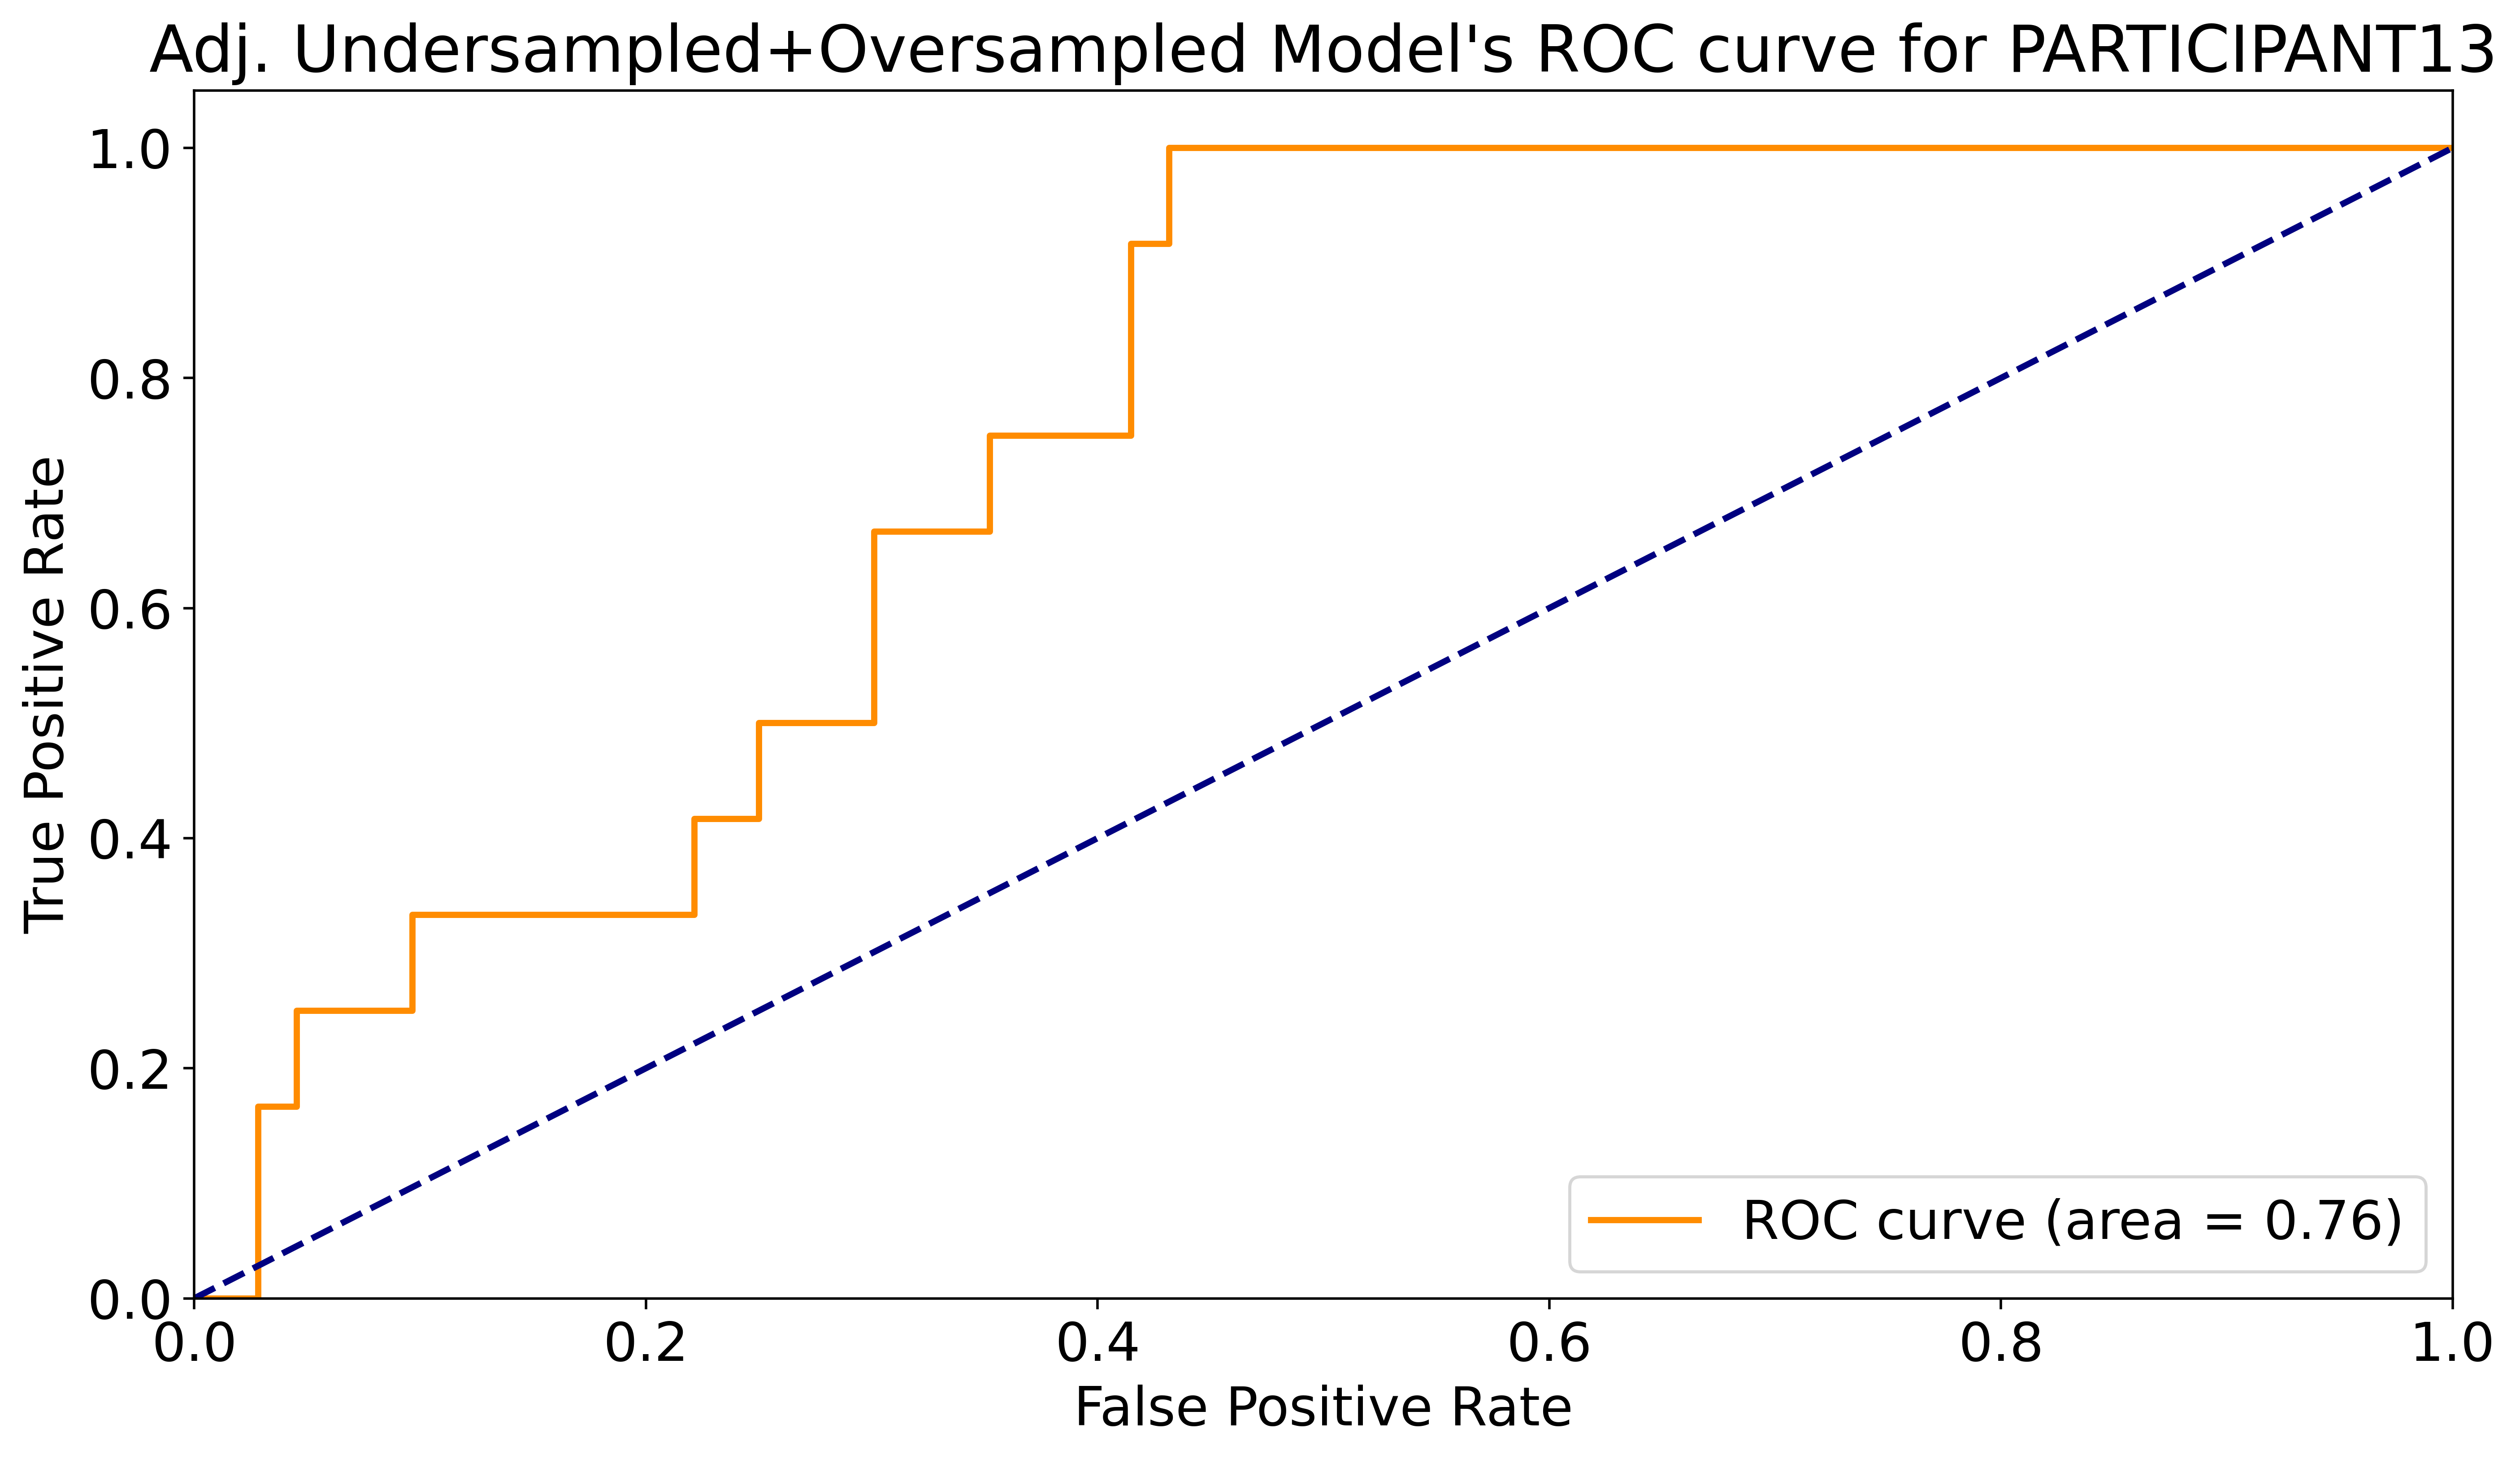 Adj. Undersampled+Oversampled Model's ROC curve for PARTICIPANT13
1.0
0.8
0.6
0.4
0.2
0.0
True Positive Rate
ROC curve (area = 0.76)
0.0 0.2 0.4 0.6 0.8 1.0
False Positive Rate